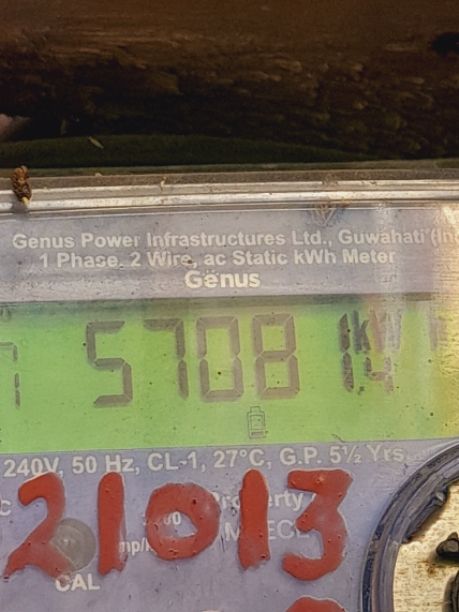 Genus Power Infrastructures Ltd., Guwahati (In
1 Phase, 2 Wire, ac Static kWh Meter
Genus
5708
240V, 50 Hz, CL-1, 27°C, G.P. 5½ Yrs.
21013
CAL